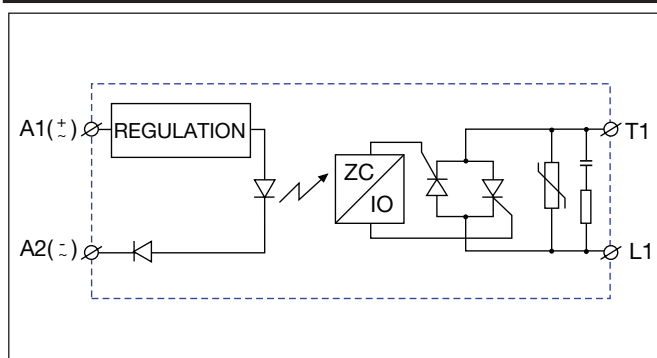 A1(+~)
REGULATION
T1
ZC
IO
A2(-~)
L1